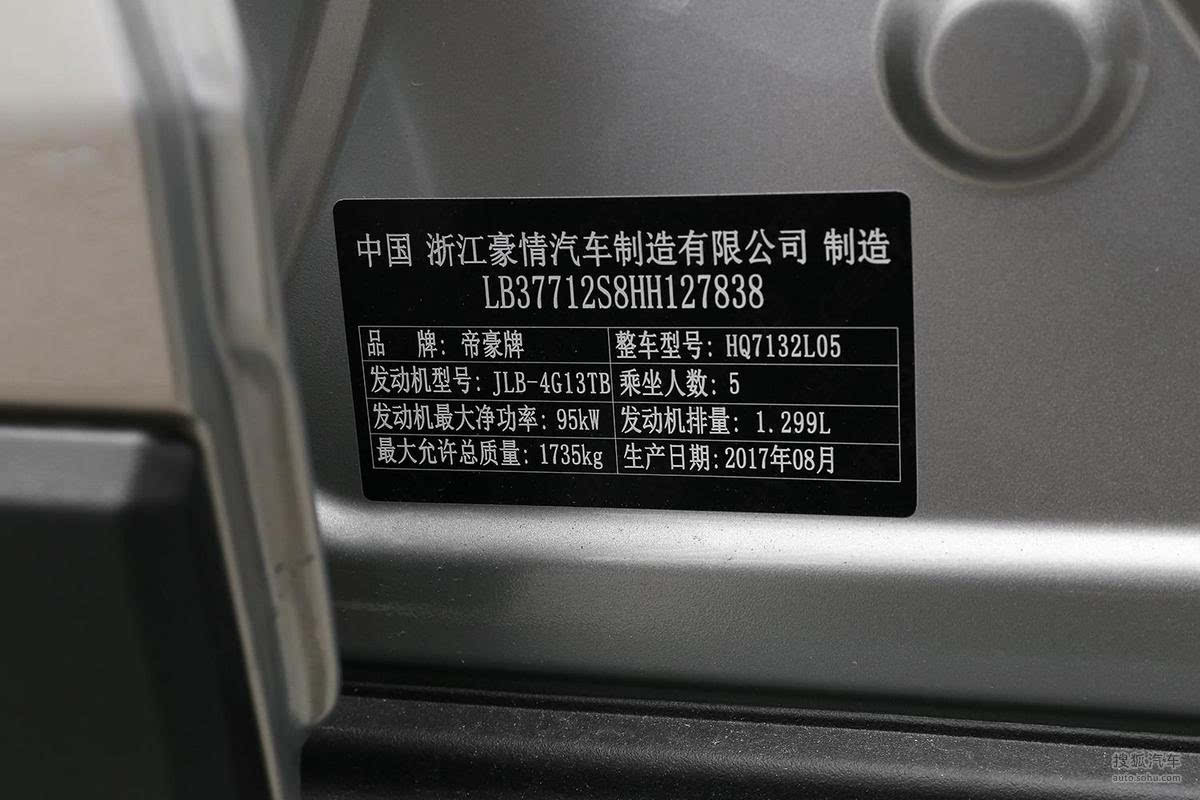 中国 浙江豪情汽车制造有限公司 制造
LB37712S8HH127838
品 牌: 帝豪牌 整车型号: HQ7132L05
发动机型号: JLB-4G13TB 乘坐人数: 5
发动机最大净功率: 95kW 发动机排量: 1.299L
最大允许总质量: 1735kg 生产日期: 2017年08月
搜狐汽车
auto.sohu.com